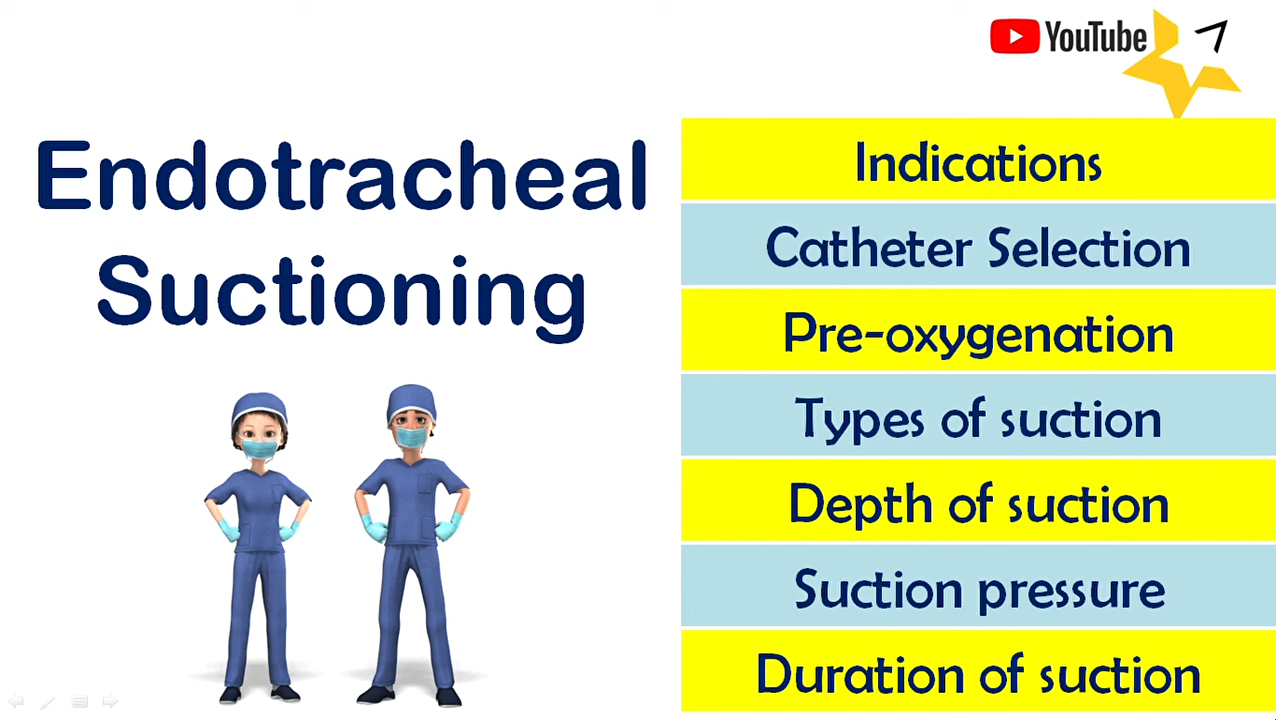 YouTube
Endotracheal
Suctioning
Indications
Catheter Selection
Pre-oxygenation
Types of suction
Depth of suction
Suction pressure
Duration of suction